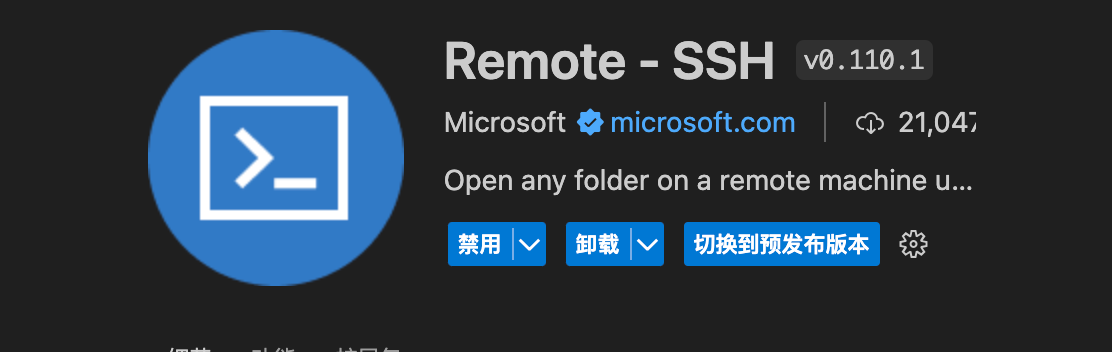 Remote - SSH v0.110.1
Microsoft microsoft.com 21,047
Open any folder on a remote machine u...
禁用 卸载 切换到预发布版本